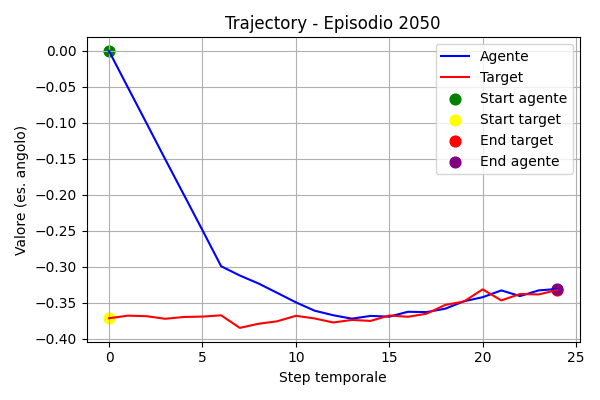 Trajectory - Episodio 2050
Valore (es. angolo)
0.00
−0.05
−0.10
−0.15
−0.20
−0.25
−0.30
−0.35
−0.40
Agente
Target
Start agente
Start target
End target
End agente
0
5
10
15
20
25
Step temporale